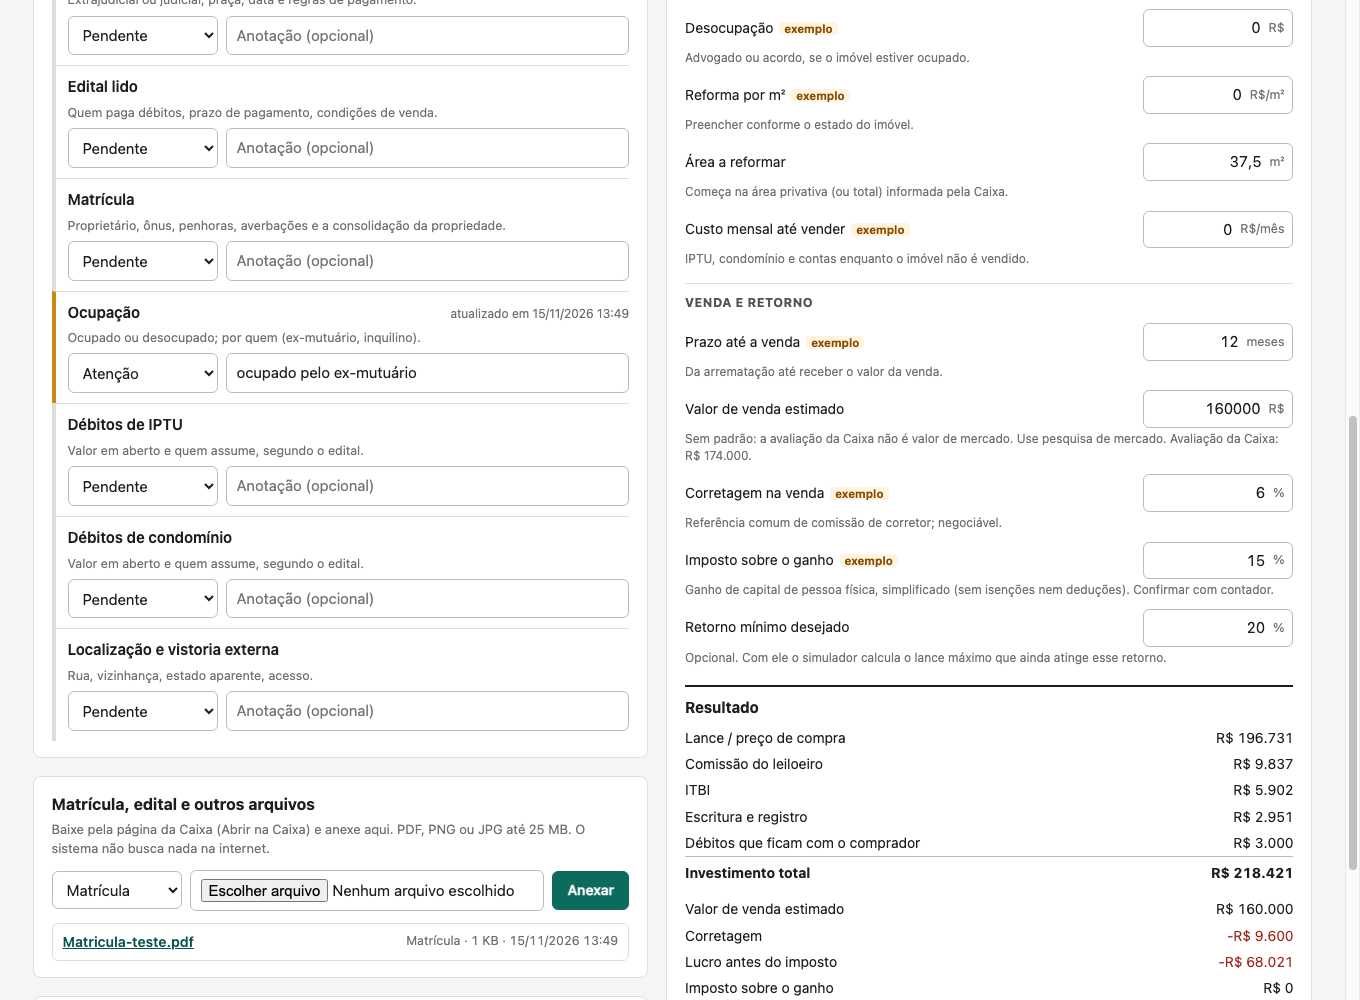 Extrajudicial ou judicial, praça, data e regras de pagamento.
Pendente
Anotação (opcional)
Edital lido
Quem paga débitos, prazo de pagamento, condições de venda.
Pendente
Anotação (opcional)
Matrícula
Proprietário, ônus, penhoras, averbações e a consolidação da propriedade.
Pendente
Anotação (opcional)
Ocupação
atualizado em 15/11/2026 13:49
Ocupado ou desocupado; por quem (ex-mutuário, inquilino).
Atenção
ocupado pelo ex-mutuário
Débitos de IPTU
Valor em aberto e quem assume, segundo o edital.
Pendente
Anotação (opcional)
Débitos de condomínio
Valor em aberto e quem assume, segundo o edital.
Pendente
Anotação (opcional)
Localização e vistoria externa
Rua, vizinhança, estado aparente, acesso.
Pendente
Anotação (opcional)
Matrícula, edital e outros arquivos
Baixe pela página da Caixa (Abrir na Caixa) e anexe aqui. PDF, PNG ou JPG até 25 MB. O
sistema não busca nada na internet.
Matrícula
Escolher arquivo Nenhum arquivo escolhido
Anexar
Matricula-teste.pdf
Matrícula · 1 KB · 15/11/2026 13:49
Desocupação exemplo
0 R$
Advogado ou acordo, se o imóvel estiver ocupado.
Reforma por m² exemplo
0 R$/m²
Preencher conforme o estado do imóvel.
Área a reformar
37,5 m²
Começa na área privativa (ou total) informada pela Caixa.
Custo mensal até vender exemplo
0 R$/mês
IPTU, condomínio e contas enquanto o imóvel não é vendido.
VENDA E RETORNO
Prazo até a venda exemplo
12 meses
Da arrematação até receber o valor da venda.
Valor de venda estimado
160000 R$
Sem padrão: a avaliação da Caixa não é valor de mercado. Use pesquisa de mercado. Avaliação da Caixa:
R$ 174.000.
Corretagem na venda exemplo
6 %
Referência comum de comissão de corretor; negociável.
Imposto sobre o ganho exemplo
15 %
Ganho de capital de pessoa física, simplificado (sem isenções nem deduções). Confirmar com contador.
Retorno mínimo desejado
20 %
Opcional. Com ele o simulador calcula o lance máximo que ainda atinge esse retorno.
Resultado
Lance / preço de compra R$ 196.731
Comissão do leiloeiro R$ 9.837
ITBI R$ 5.902
Escritura e registro R$ 2.951
Débitos que ficam com o comprador R$ 3.000
Investimento total R$ 218.421
Valor de venda estimado R$ 160.000
Corretagem -R$ 9.600
Lucro antes do imposto -R$ 68.021
Imposto sobre o ganho R$ 0